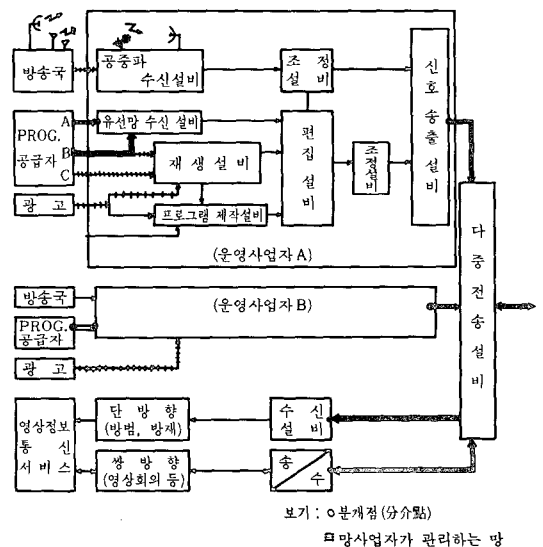 방송국
공중파
수신설비
조정
설비
신호 송출 설비
PROG.
공급자
A
B
C
유선망 수신 설비
재생설비
편집설비
조정설비
광고
프로그램 제작설비
(운영사업자 A)
다중전송설비
방송국
(운영사업자 B)
PROG.
공급자
광고
영상정보
통신
서비스
단방향
(방범, 방재)
수신
설비
쌍방향
(영상회의 등)
송
수
보기 : o 분개점(分介點)
망사업자가 관리하는 망